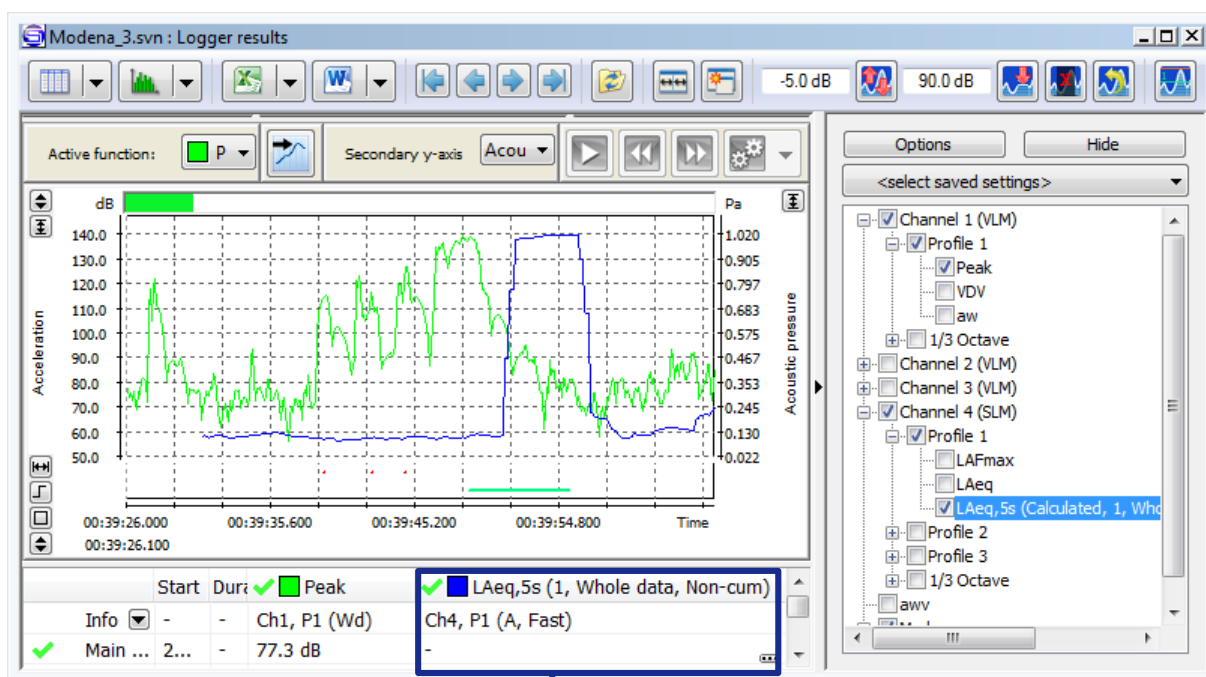 Modena_3.svn : Logger results
-5.0 dB 90.0 dB
Active function: P Secondary y-axis Acou
Options Hide
<select saved settings>
dB Pa
140.0 1.020
130.0 0.905
120.0 0.797
110.0 0.683
100.0 0.575
90.0 0.467
80.0 0.353
70.0 0.245
60.0 0.130
50.0 0.022
Acceleration
Acoustic pressure
00:39:26.000 00:39:35.600 00:39:45.200 00:39:54.800 Time
00:39:26.100
Channel 1 (VLM)
Profile 1
Peak
VDV
aw
1/3 Octave
Channel 2 (VLM)
Channel 3 (VLM)
Channel 4 (SLM)
Profile 1
LAFmax
LAeq
LAeq,5s (Calculated, 1, Who
Profile 2
Profile 3
1/3 Octave
awv
Start Dura Peak LAeq,5s (1, Whole data, Non-cum)
Info - - Ch1, P1 (Wd) Ch4, P1 (A, Fast)
Main ... 2... - 77.3 dB -